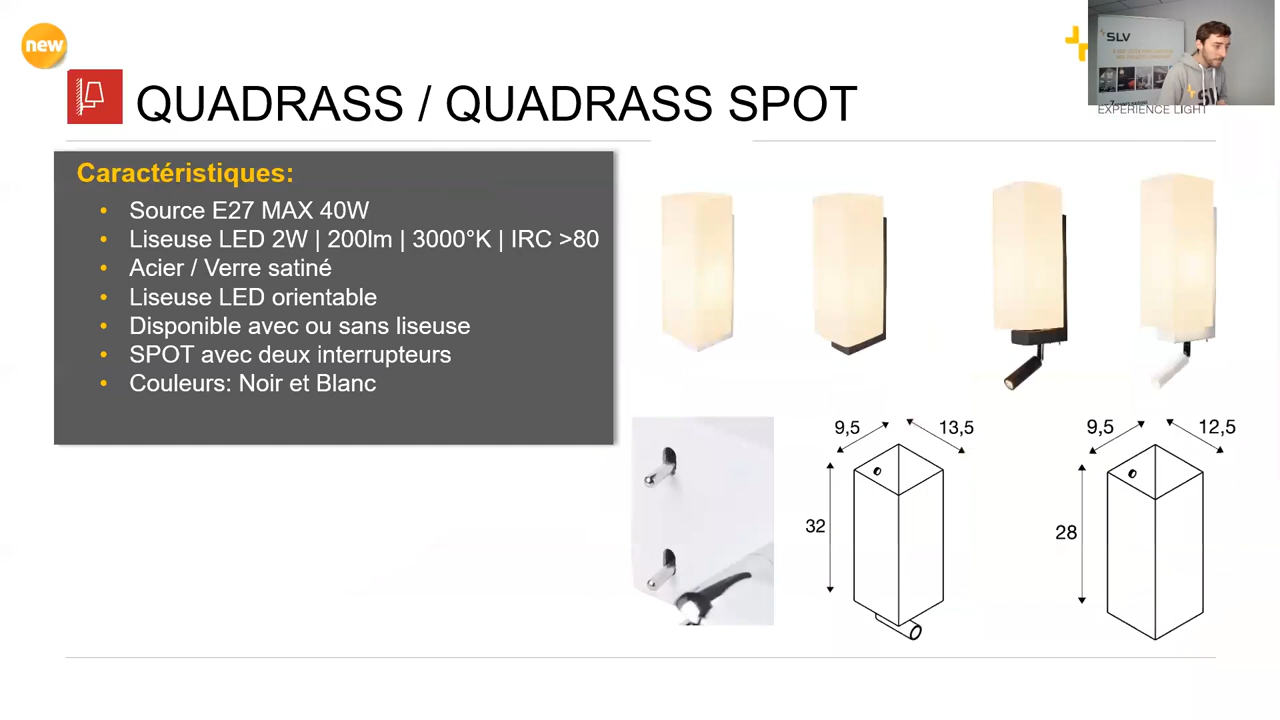 new
SLV
EXPERIENCE LIGHT
QUADRASS / QUADRASS SPOT
Caractéristiques:
• Source E27 MAX 40W
• Liseuse LED 2W | 200lm | 3000°K | IRC >80
• Acier / Verre satiné
• Liseuse LED orientable
• Disponible avec ou sans liseuse
• SPOT avec deux interrupteurs
• Couleurs: Noir et Blanc
9,5
13,5
32
9,5
12,5
28